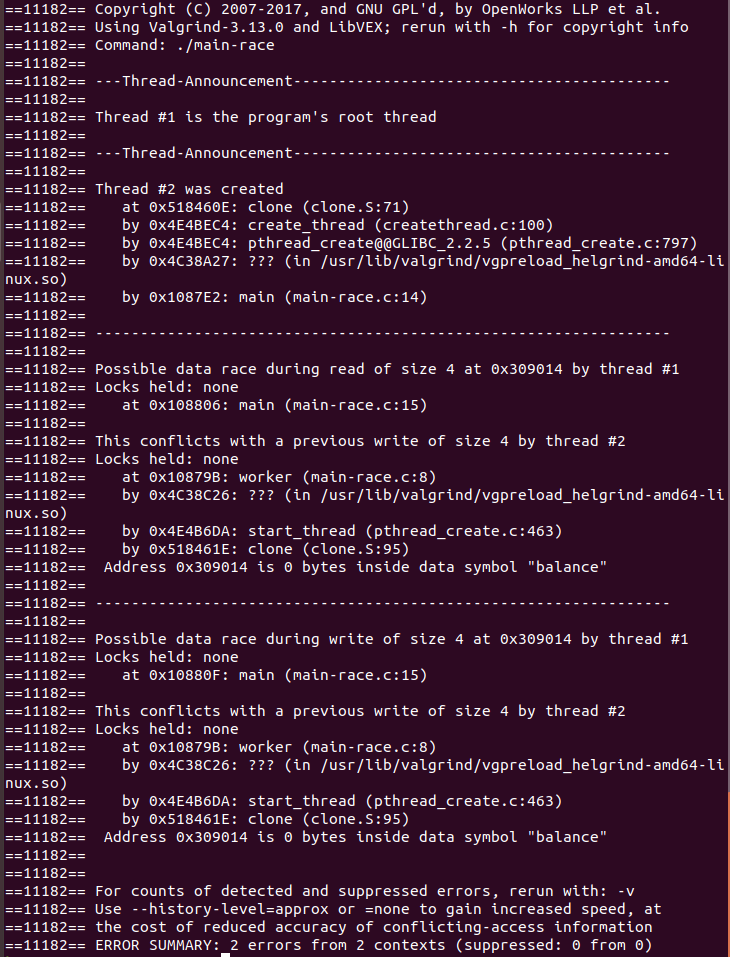 ==11182== Copyright (C) 2007-2017, and GNU GPL'd, by OpenWorks LLP et al.
==11182== Using Valgrind-3.13.0 and LibVEX; rerun with -h for copyright info
==11182== Command: ./main-race
==11182==
==11182== ---Thread-Announcement------------------------------------------
==11182==
==11182== Thread #1 is the program's root thread
==11182==
==11182== ---Thread-Announcement------------------------------------------
==11182==
==11182== Thread #2 was created
==11182==    at 0x518460E: clone (clone.S:71)
==11182==    by 0x4E4BEC4: create_thread (createthread.c:100)
==11182==    by 0x4E4BEC4: pthread_create@@GLIBC_2.2.5 (pthread_create.c:797)
==11182==    by 0x4C38A27: ??? (in /usr/lib/valgrind/vgpreload_helgrind-amd64-li
nux.so)
==11182==    by 0x1087E2: main (main-race.c:14)
==11182==
==11182== ----------------------------------------------------------------
==11182==
==11182== Possible data race during read of size 4 at 0x309014 by thread #1
==11182== Locks held: none
==11182==    at 0x108806: main (main-race.c:15)
==11182==
==11182== This conflicts with a previous write of size 4 by thread #2
==11182== Locks held: none
==11182==    at 0x10879B: worker (main-race.c:8)
==11182==    by 0x4C38C26: ??? (in /usr/lib/valgrind/vgpreload_helgrind-amd64-li
nux.so)
==11182==    by 0x4E4B6DA: start_thread (pthread_create.c:463)
==11182==    by 0x518461E: clone (clone.S:95)
==11182==  Address 0x309014 is 0 bytes inside data symbol "balance"
==11182==
==11182== ----------------------------------------------------------------
==11182==
==11182== Possible data race during write of size 4 at 0x309014 by thread #1
==11182== Locks held: none
==11182==    at 0x10880F: main (main-race.c:15)
==11182==
==11182== This conflicts with a previous write of size 4 by thread #2
==11182== Locks held: none
==11182==    at 0x10879B: worker (main-race.c:8)
==11182==    by 0x4C38C26: ??? (in /usr/lib/valgrind/vgpreload_helgrind-amd64-li
nux.so)
==11182==    by 0x4E4B6DA: start_thread (pthread_create.c:463)
==11182==    by 0x518461E: clone (clone.S:95)
==11182==  Address 0x309014 is 0 bytes inside data symbol "balance"
==11182==
==11182==
==11182== For counts of detected and suppressed errors, rerun with: -v
==11182== Use --history-level=approx or =none to gain increased speed, at
==11182== the cost of reduced accuracy of conflicting-access information
==11182== ERROR SUMMARY: 2 errors from 2 contexts (suppressed: 0 from 0)